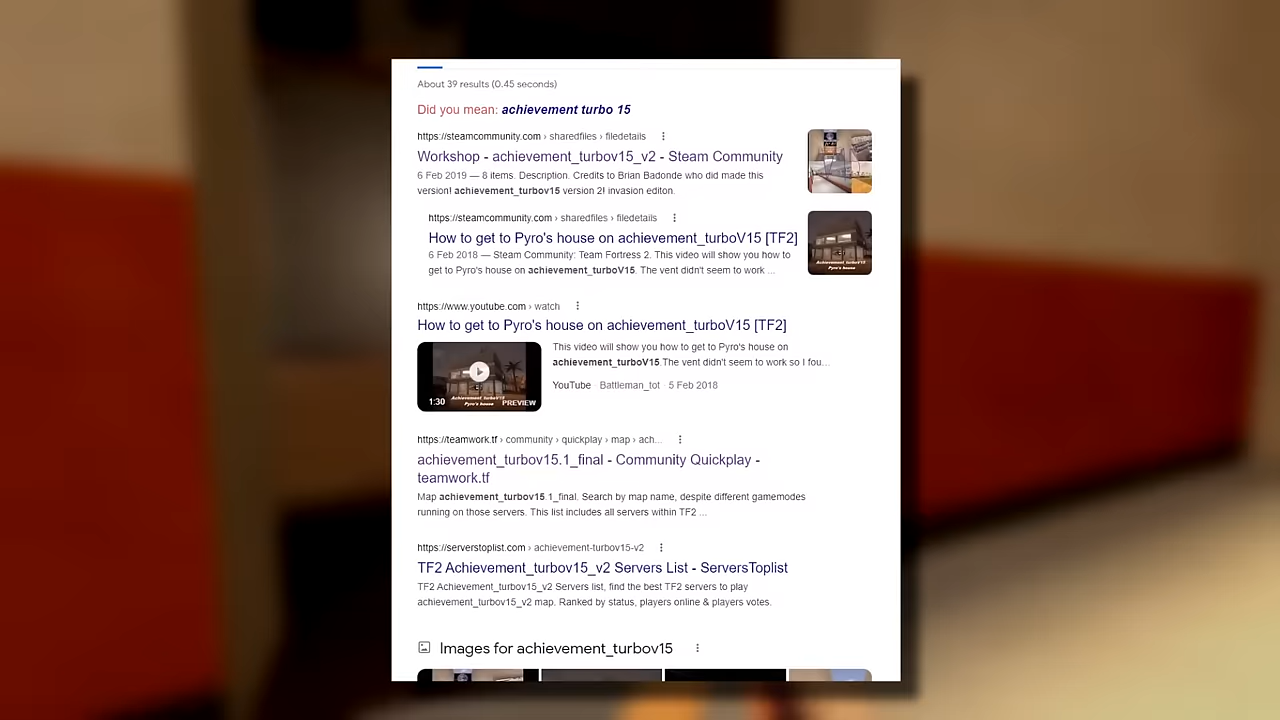 About 39 results (0.45 seconds)
Did you mean: achievement turbo 15
https://steamcommunity.com › sharedfiles › filedetails
Workshop - achievement_turbov15_v2 - Steam Community
6 Feb 2019 — 8 items. Description. Credits to Brian Badonde who did made this
version! achievement_turbov15 version 2! invasion editon.
https://steamcommunity.com › sharedfiles › filedetails
How to get to Pyro's house on achievement_turboV15 [TF2]
6 Feb 2018 — Steam Community: Team Fortress 2. This video will show you how to
get to Pyro's house on achievement_turboV15. The vent didn't seem to work ...
Achievement_turboV15
Pyro's house
https://www.youtube.com › watch
How to get to Pyro's house on achievement_turboV15 [TF2]
This video will show you how to get to Pyro's house on
achievement_turboV15.The vent didn't seem to work so I fou...
YouTube · Battleman_tot · 5 Feb 2018
Achievement_turboV15
Pyro's house
1:30
PREVIEW
https://teamwork.tf › community › quickplay › map › ach...
achievement_turbov15.1_final - Community Quickplay -
teamwork.tf
Map achievement_turbov15.1_final. Search by map name, despite different gamemodes
running on those servers. This list includes all servers within TF2 ...
https://serverstoplist.com › achievement-turbov15-v2
TF2 Achievement_turbov15_v2 Servers List - ServersToplist
TF2 Achievement_turbov15_v2 Servers list, find the best TF2 servers to play
achievement_turbov15_v2 map. Ranked by status, players online & players votes.
Images for achievement_turbov15